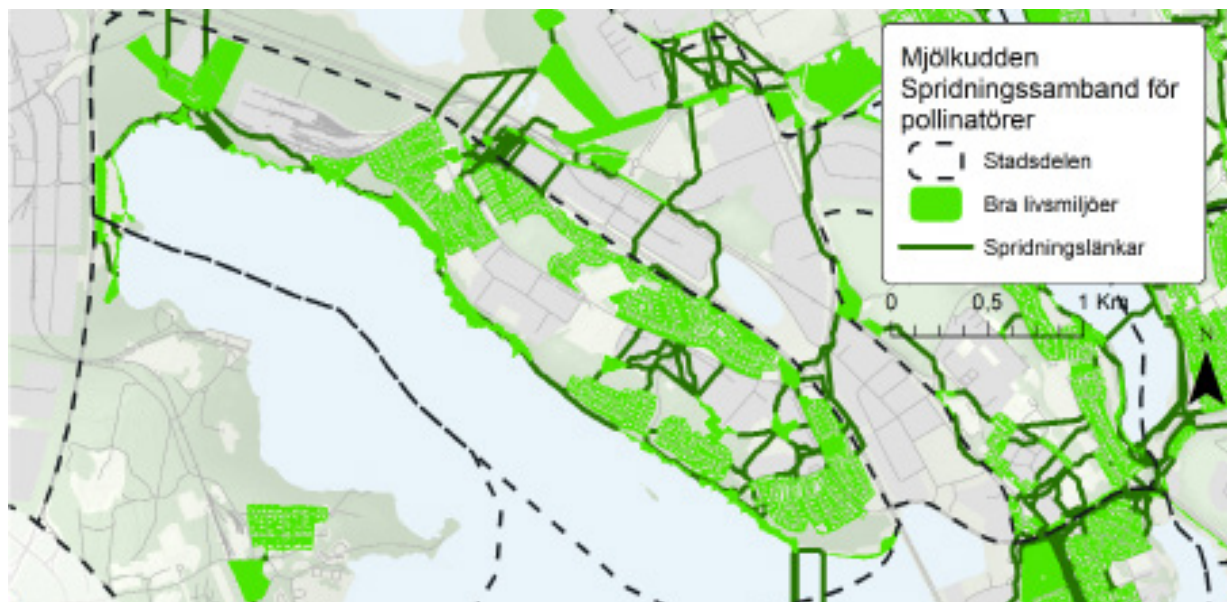 Mjölkudden
Spridningssamband för
pollinatörer
Stadsdelen
Bra livsmiljöer
Spridningslänkar
0 0.5 1 Km
N